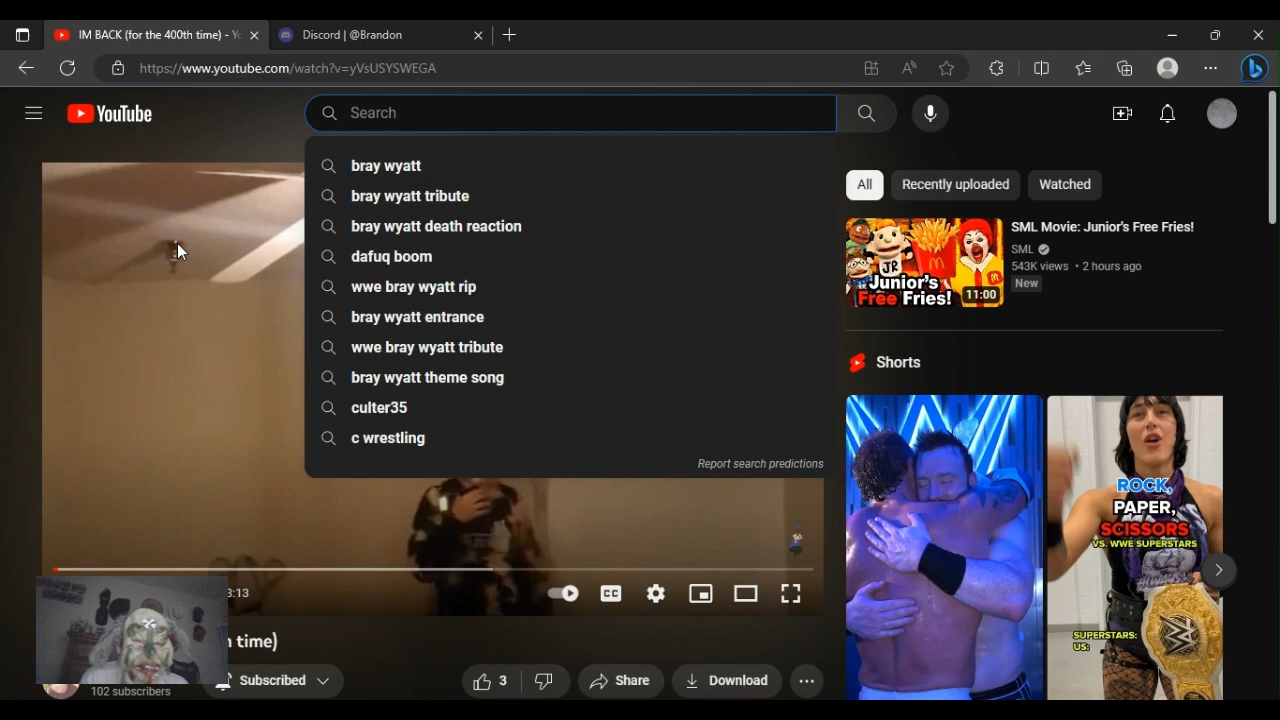 IM BACK (for the 400th time) - Yo
Discord | @Brandon
https://www.youtube.com/watch?v=yVsUSYSWEGA
YouTube
Search
bray wyatt
bray wyatt tribute
bray wyatt death reaction
dafuq boom
wwe bray wyatt rip
bray wyatt entrance
wwe bray wyatt tribute
bray wyatt theme song
culter35
c wrestling
Report search predictions
All
Recently uploaded
Watched
JR
Junior's
Free Fries!
11:00
SML Movie: Junior's Free Fries!
SML
543K views • 2 hours ago
New
Shorts
ROCK,
PAPER,
SCISSORS
VS. WWE SUPERSTARS
SUPERSTARS:
US:
3:13
CC
time)
102 subscribers
Subscribed
3
Share
Download